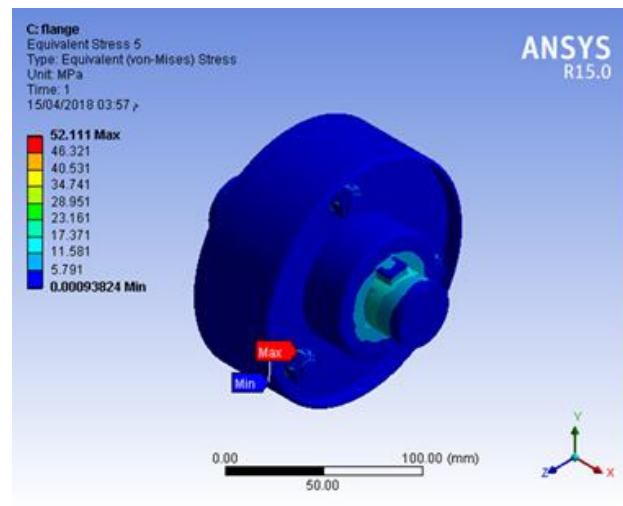 C: flange
Equivalent Stress 5
Type: Equivalent (von-Mises) Stress
Unit: MPa
Time: 1
15/04/2018 03:57 م
ANSYS
R15.0
52.111 Max
46.321
40.531
34.741
28.951
23.161
17.371
11.581
5.791
0.00093824 Min
Max
Min
0.00
100.00 (mm)
50.00
Y
Z
X